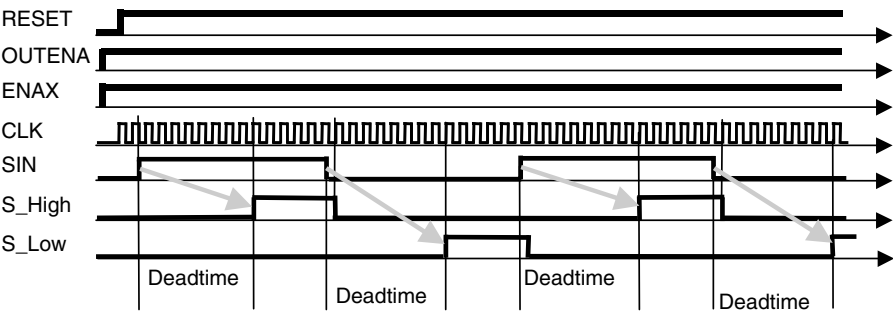 RESET
OUTENA
ENAX
CLK
SIN
S_High
S_Low
Deadtime
Deadtime
Deadtime
Deadtime